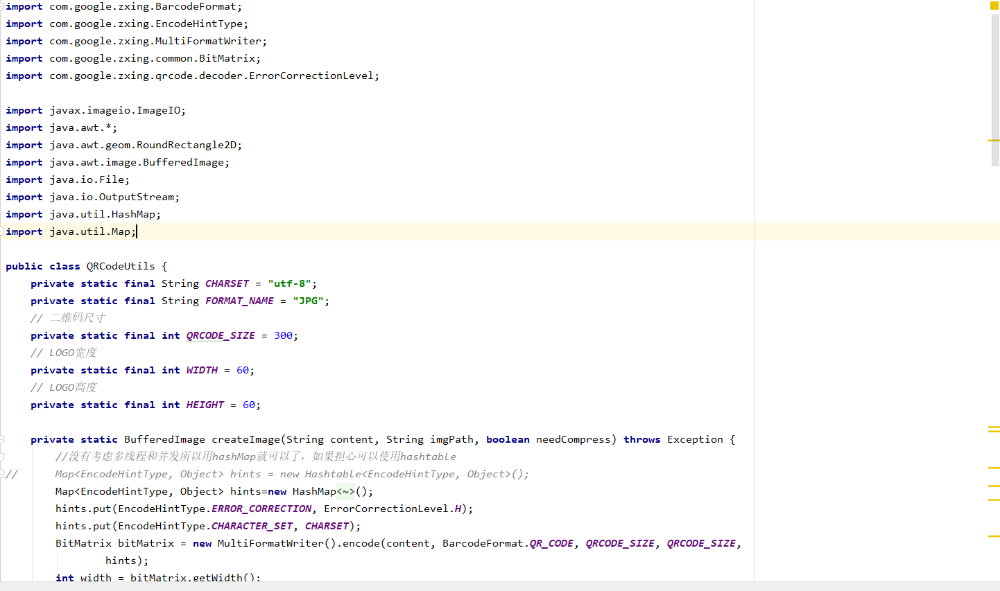 import com.google.zxing.BarcodeFormat;
import com.google.zxing.EncodeHintType;
import com.google.zxing.MultiFormatWriter;
import com.google.zxing.common.BitMatrix;
import com.google.zxing.qrcode.decoder.ErrorCorrectionLevel;
import javax.imageio.ImageIO;
import java.awt.*;
import java.awt.geom.RoundRectangle2D;
import java.awt.image.BufferedImage;
import java.io.File;
import java.io.OutputStream;
import java.util.HashMap;
import java.util.Map;
public class QRCodeUtils {
    private static final String CHARSET = "utf-8";
    private static final String FORMAT_NAME = "JPG";
    // 二维码尺寸
    private static final int QRCODE_SIZE = 300;
    // LOGO宽度
    private static final int WIDTH = 60;
    // LOGO高度
    private static final int HEIGHT = 60;
    private static BufferedImage createImage(String content, String imgPath, boolean needCompress) throws Exception {
        //没有考虑多线程和并发所以用hashMap就可以了，如果担心可以使用hashtable
//      Map<EncodeHintType, Object> hints = new Hashtable<EncodeHintType, Object>();
        Map<EncodeHintType, Object> hints=new HashMap<~>();
        hints.put(EncodeHintType.ERROR_CORRECTION, ErrorCorrectionLevel.H);
        hints.put(EncodeHintType.CHARACTER_SET, CHARSET);
        BitMatrix bitMatrix = new MultiFormatWriter().encode(content, BarcodeFormat.QR_CODE, QRCODE_SIZE, QRCODE_SIZE,
                hints);
        int width = bitMatrix.getWidth();